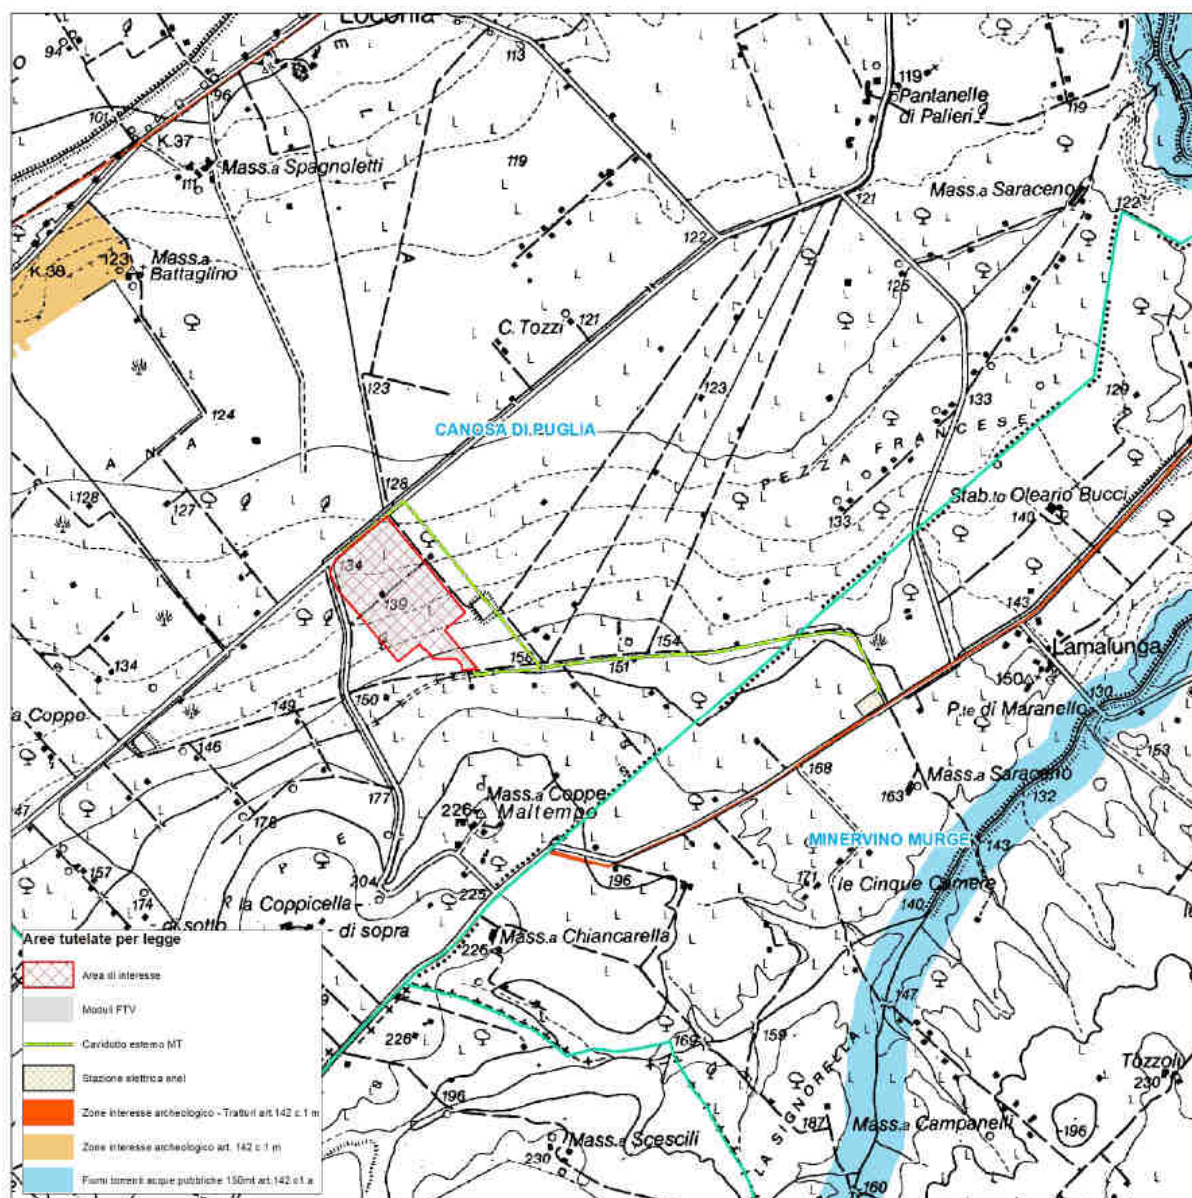 Loconia
94
113
119
Pantanelle
di Palieri
119
96
101
K.37
Mass.a Spagnoletti
111
119
Mass.a Saraceno
121
122
122
K.38
123
Mass.a
Battaglino
125
C. Tozzi
121
123
123
129
133
124
CANOSA DI PUGLIA
PEZZA FRANCESE
128
128
127
133
Stab.to Oleario Bucci
140
134
139
143
134
156
151
154
Lamalunga
150
130
P.te di Maranello
150
149
146
153
a Coppe
168
Mass.a Saraceno
163
132
177
Mass.a Coppe
Maltempo
226
178
147
MINERVINO MURGE
143
157
204
225
196
171
le Cinque Camere
140
174
la Coppicella
di sotto
di sopra
Mass.a Chiancarella
226
147
226
169
159
LA SIGNORELLA
Tozzoli
230
196
187
Mass.a Campanelli
196
Mass.a Scescili
230
160
Aree tutelate per legge
Area di interesse
Moduli FTV
Cavidotto esterno MT
Stazione elettrica enel
Zone interesse archeologico - Tratturi art.142 c.1 m
Zone interesse archeologico art. 142 c.1 m
Fiumi torrenti acque pubbliche 150mt art.142 c1 a